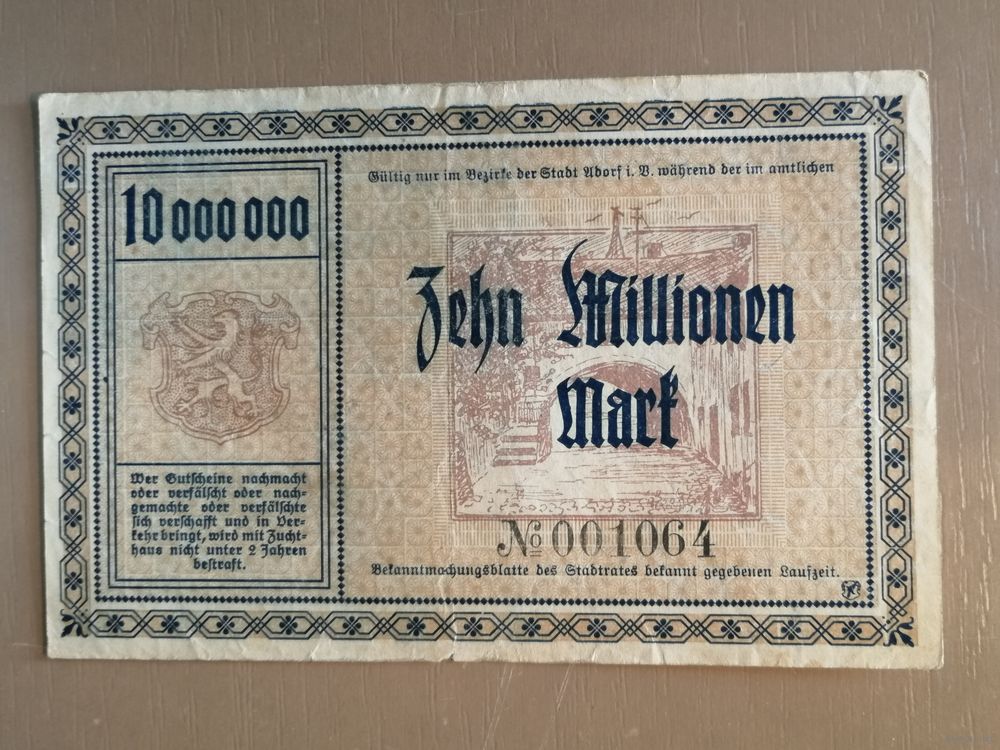 10 000 000
Wer Gutscheine nachmacht
oder verfälscht oder nach-
gemachte oder verfälschte
sich verschafft und in Ver-
kehr bringt, wird mit Zucht-
haus nicht unter 2 Jahren
bestraft.
Gültig nur im Bezirke der Stadt Adorf i. V. während der im amtlichen
Zehn Millionen
Mark
№ 001064
Bekanntmachungsblatte des Stadtrates bekannt gegebenen Laufzeit.